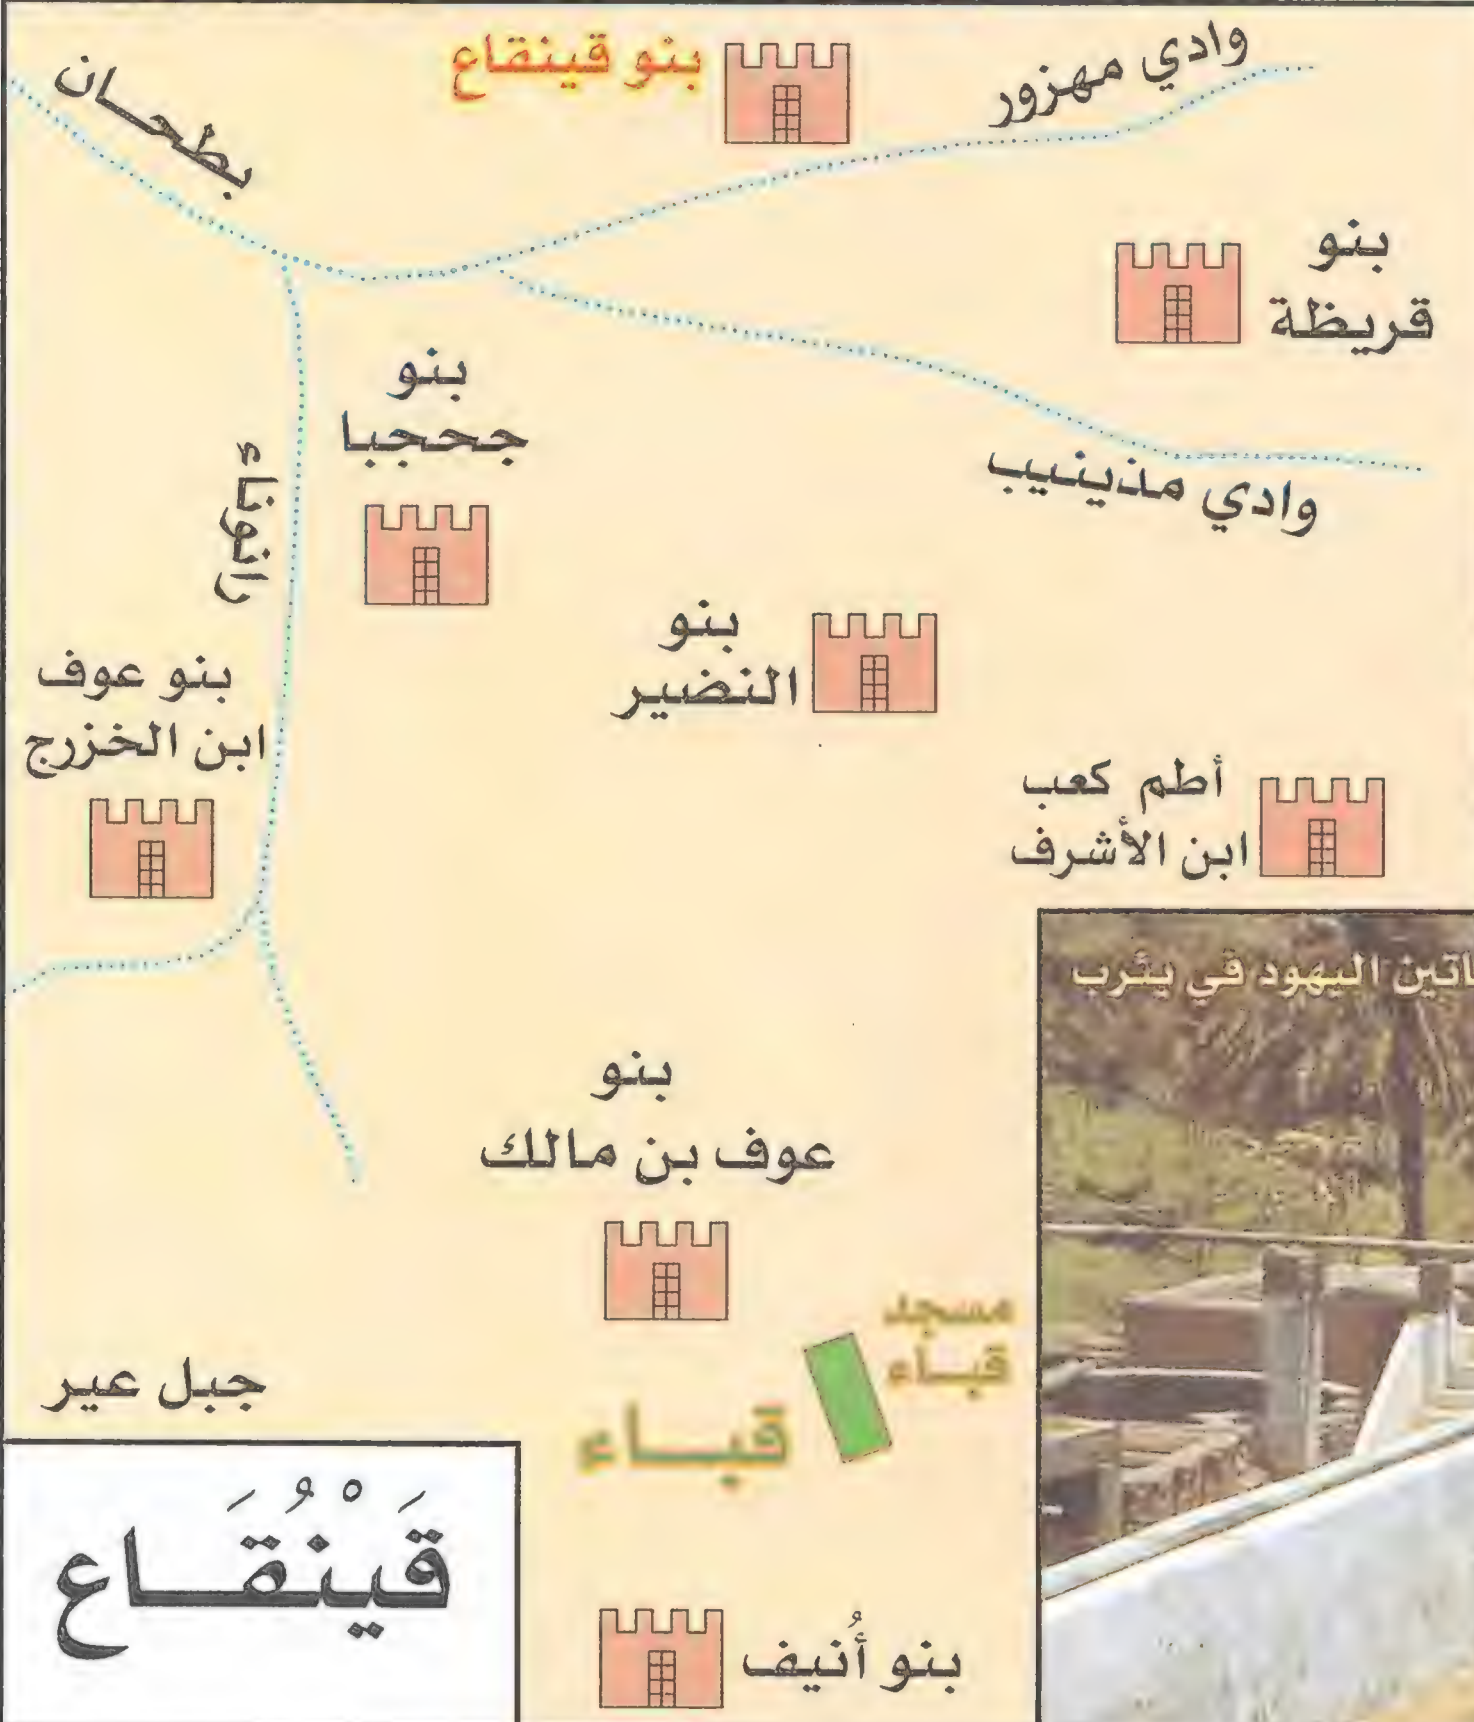 وادي مهزور
بنو قينقاع
بطحان
بنو
قريظة
بنو
جحجبا
وادي مذينيب
رانوناء
بنو
النضير
بنو عوف
ابن الخزرج
أطم كعب
ابن الأشرف
اليهود في يثرب
بنو
عوف بن مالك
مسجد
قباء
قباء
جبل عير
قَيْنُقَاع
بنو أُنيف